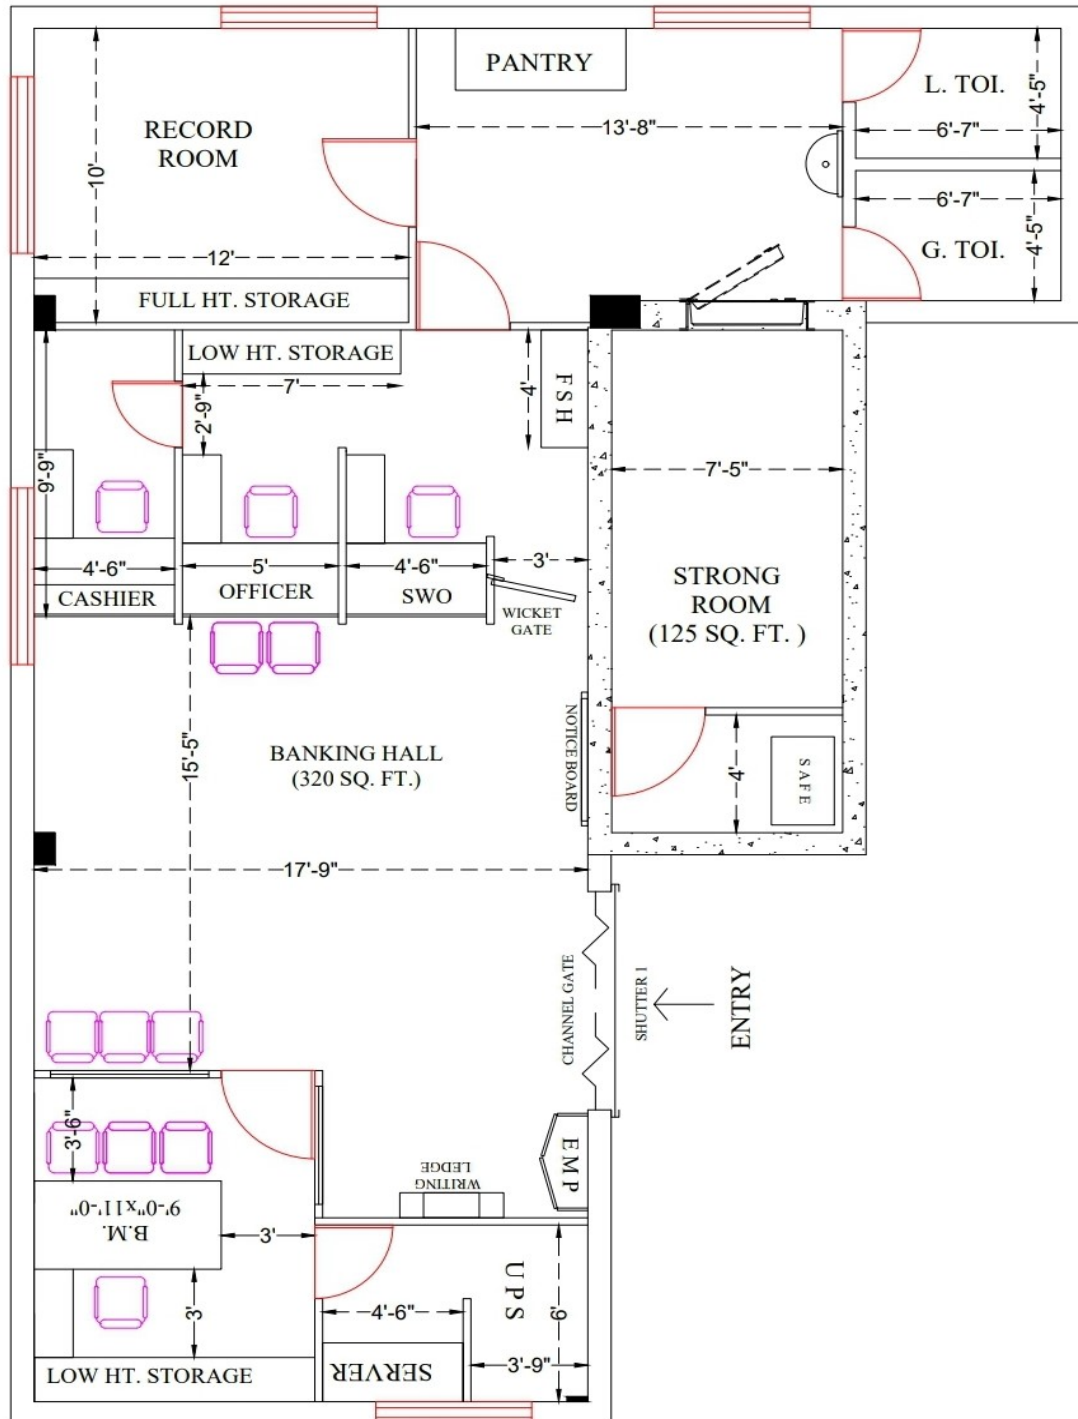 PANTRY
L. TOI.
4'-5"
6'-7"
RECORD
ROOM
13'-8"
10'
12'
6'-7"
4'-5"
G. TOI.
FULL HT. STORAGE
LOW HT. STORAGE
7'
2'-9"
4'
FSH
9'-9"
7'-5"
4'-6"
5'
4'-6"
3'
CASHIER
OFFICER
SWO
WICKET
GATE
STRONG
ROOM
(125 SQ. FT. )
15'-5"
BANKING HALL
(320 SQ. FT.)
NOTICE BOARD
4'
SAFE
17'-9"
CHANNEL GATE
SHUTTER 1
ENTRY
3'-6"
EMP
WRITING
LEDGE
B.M.
9'-0"x11'-0"
3'
3'
UPS
4'-6"
6'
3'-9"
SERVER
LOW HT. STORAGE